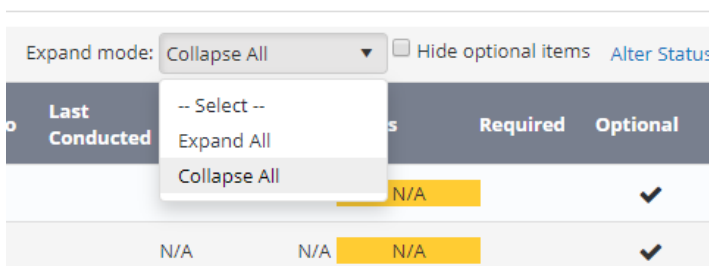 Expand mode: Collapse All Hide optional items Alter Status
-- Select --
Expand All
Collapse All
Last
Conducted
Required Optional
N/A
N/A N/A N/A